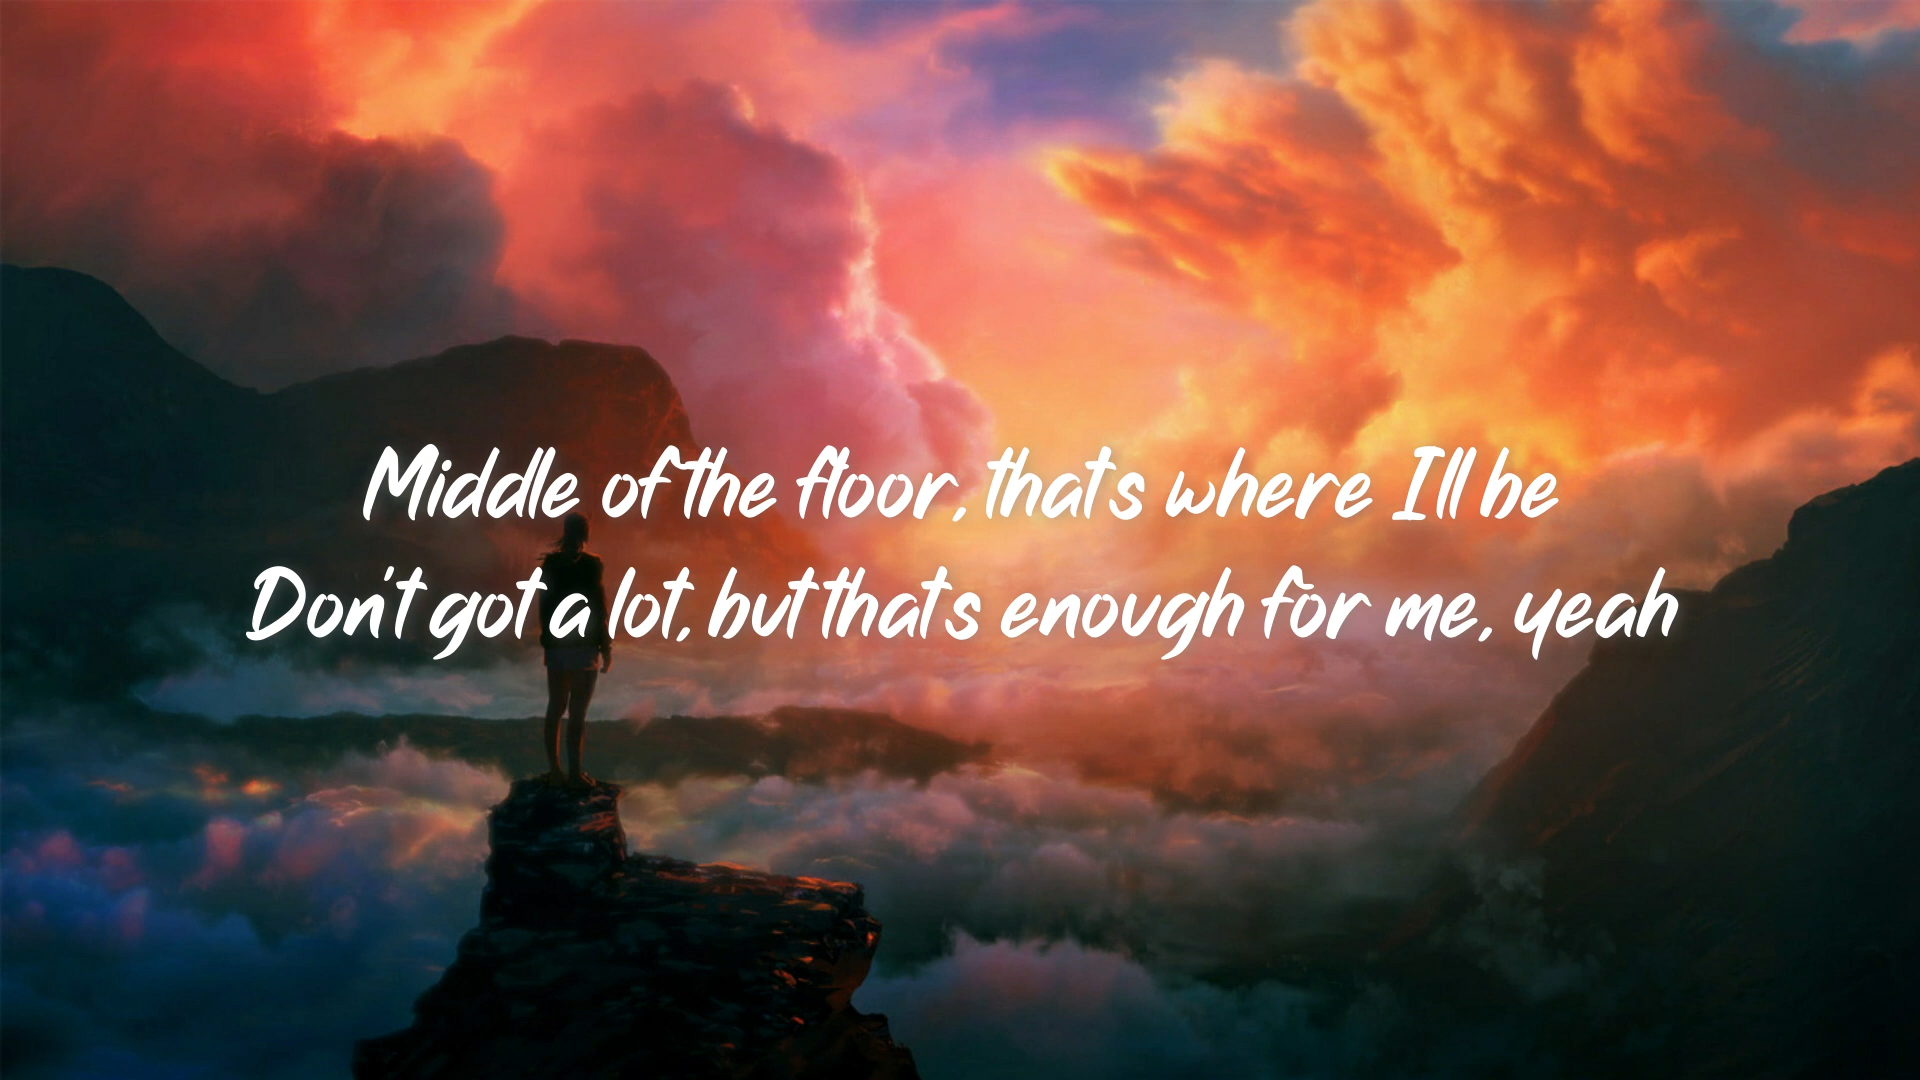 Middle of the floor, thats where Ill be
Don't got a lot, but thats enough for me, yeah